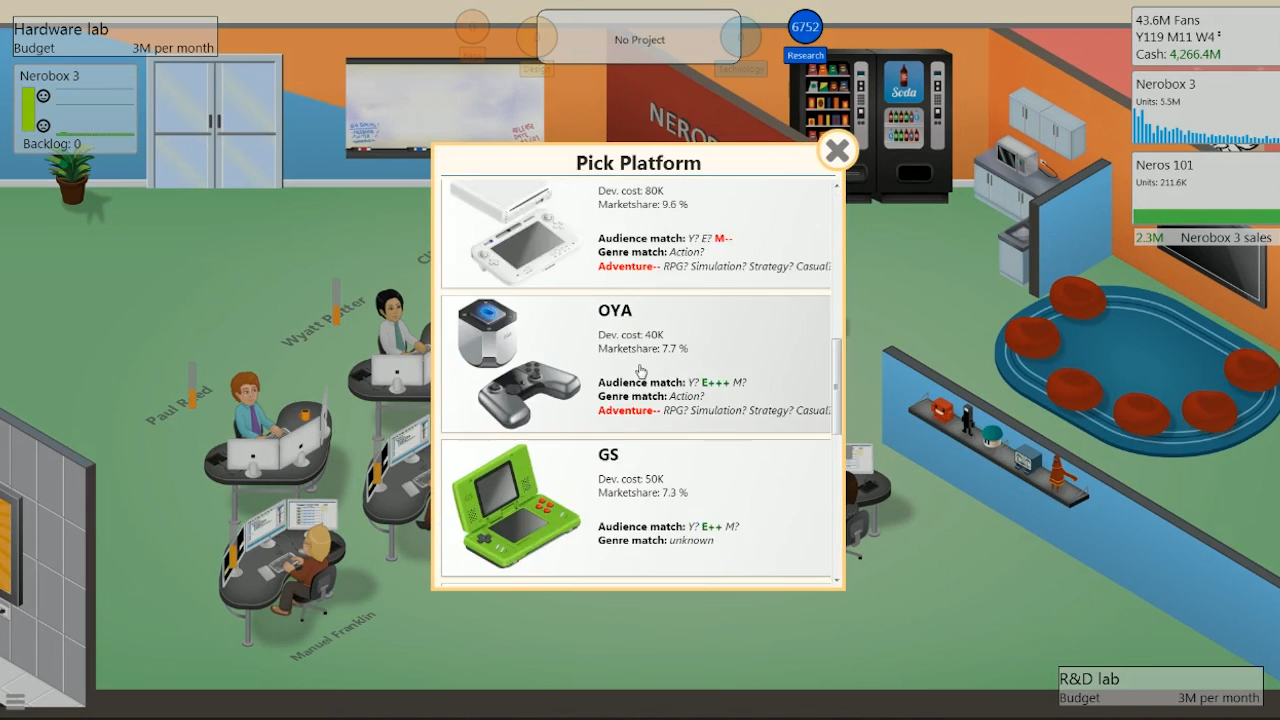 Hardware lab
Budget 3M per month
Nerobox 3
Backlog: 0
No Project
6752
Research
Design
Technology
43.6M Fans
Y119 M11 W4
Cash: 4,266.4M
Nerobox 3
Units: 5.5M
Neros 101
Units: 211.6K
2.3M Nerobox 3 sales
Soda
NEROB
RELEASE
DATE
Pick Platform
Dev. cost: 80K
Marketshare: 9.6 %
Audience match: Y? E? M--
Genre match: Action?
Adventure-- RPG? Simulation? Strategy? Casual?
OYA
Dev. cost: 40K
Marketshare: 7.7 %
Audience match: Y? E+++ M?
Genre match: Action?
Adventure-- RPG? Simulation? Strategy? Casual?
GS
Dev. cost: 50K
Marketshare: 7.3 %
Audience match: Y? E++ M?
Genre match: unknown
Paul Reed
Manuel Franklin
R&D lab
Budget 3M per month